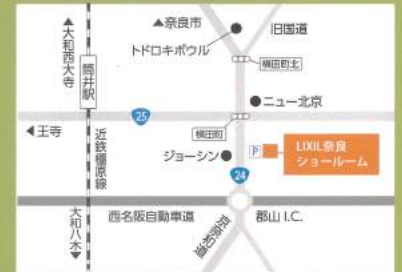 ▲奈良市
旧国道
▲大和西大寺
トドロキボウル
筒井駅
横田町北
●ニュー北京
25
横田町
◀王寺
近鉄橿原線
ジョーシン●
P
LIXIL奈良
ショールーム
24
大和八木▼
西名阪自動車道
京奈和道
郡山 I.C.